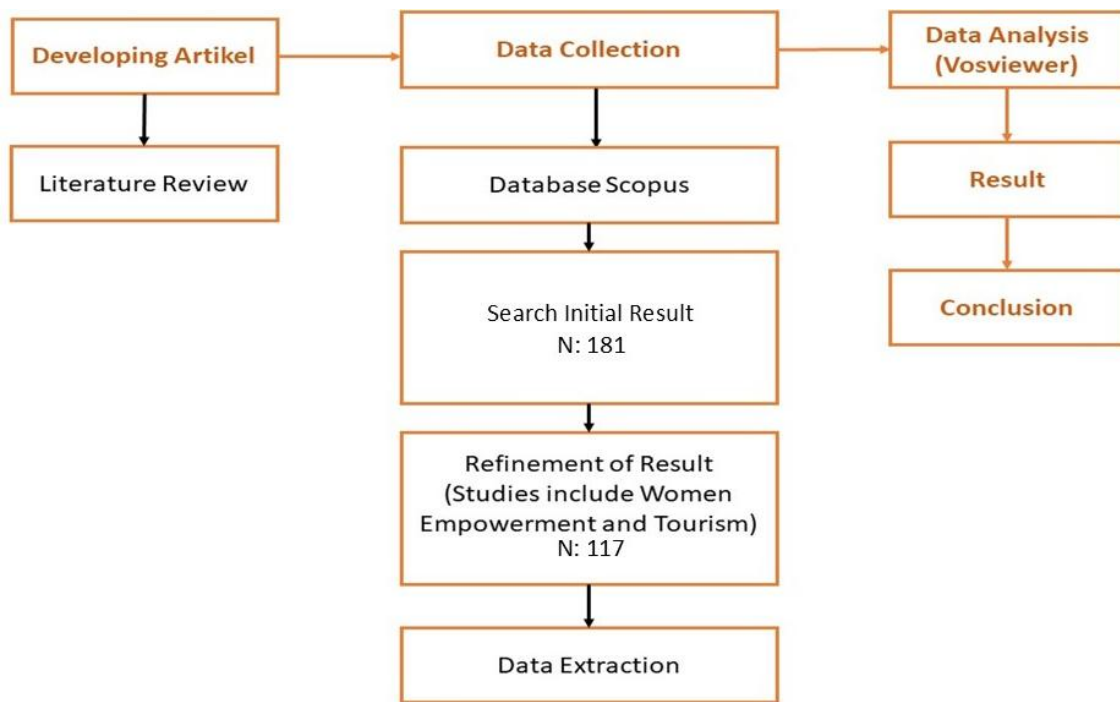 Developing Artikel
Literature Review
Data Collection
Database Scopus
Search Initial Result
N: 181
Refinement of Result
(Studies include Women
Empowerment and Tourism)
N: 117
Data Extraction
Data Analysis
(Vosviewer)
Result
Conclusion